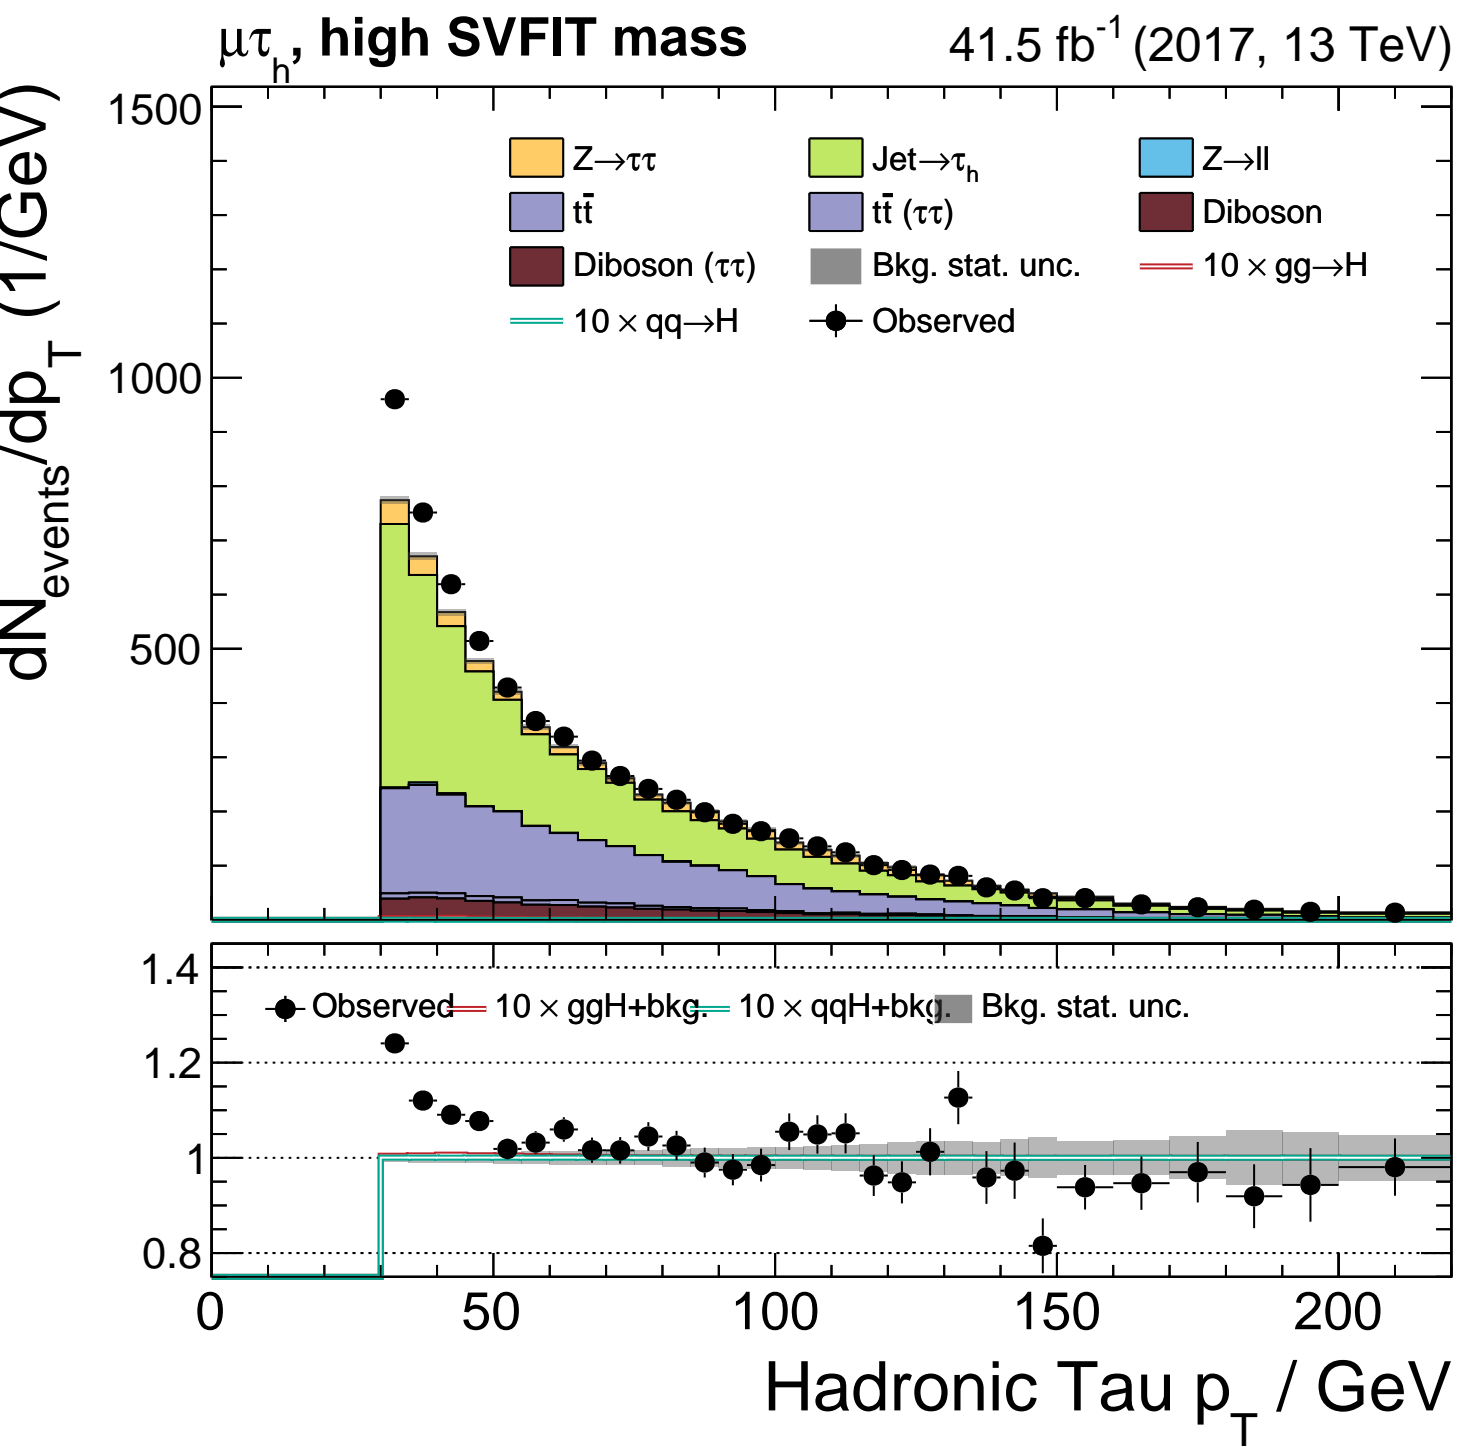 μτh, high SVFIT mass 41.5 fb-1 (2017, 13 TeV)
dNevents/dpT (1/GeV)
1500
1000
500
Z→ττ Jet→τh Z→ll
tt̄ tt̄ (ττ) Diboson
Diboson (ττ) Bkg. stat. unc. 10 × gg→H
10 × qq→H Observed
1.4
1.2
1
0.8
Observed 10 × ggH+bkg. 10 × qqH+bkg. Bkg. stat. unc.
0 50 100 150 200
Hadronic Tau pT / GeV